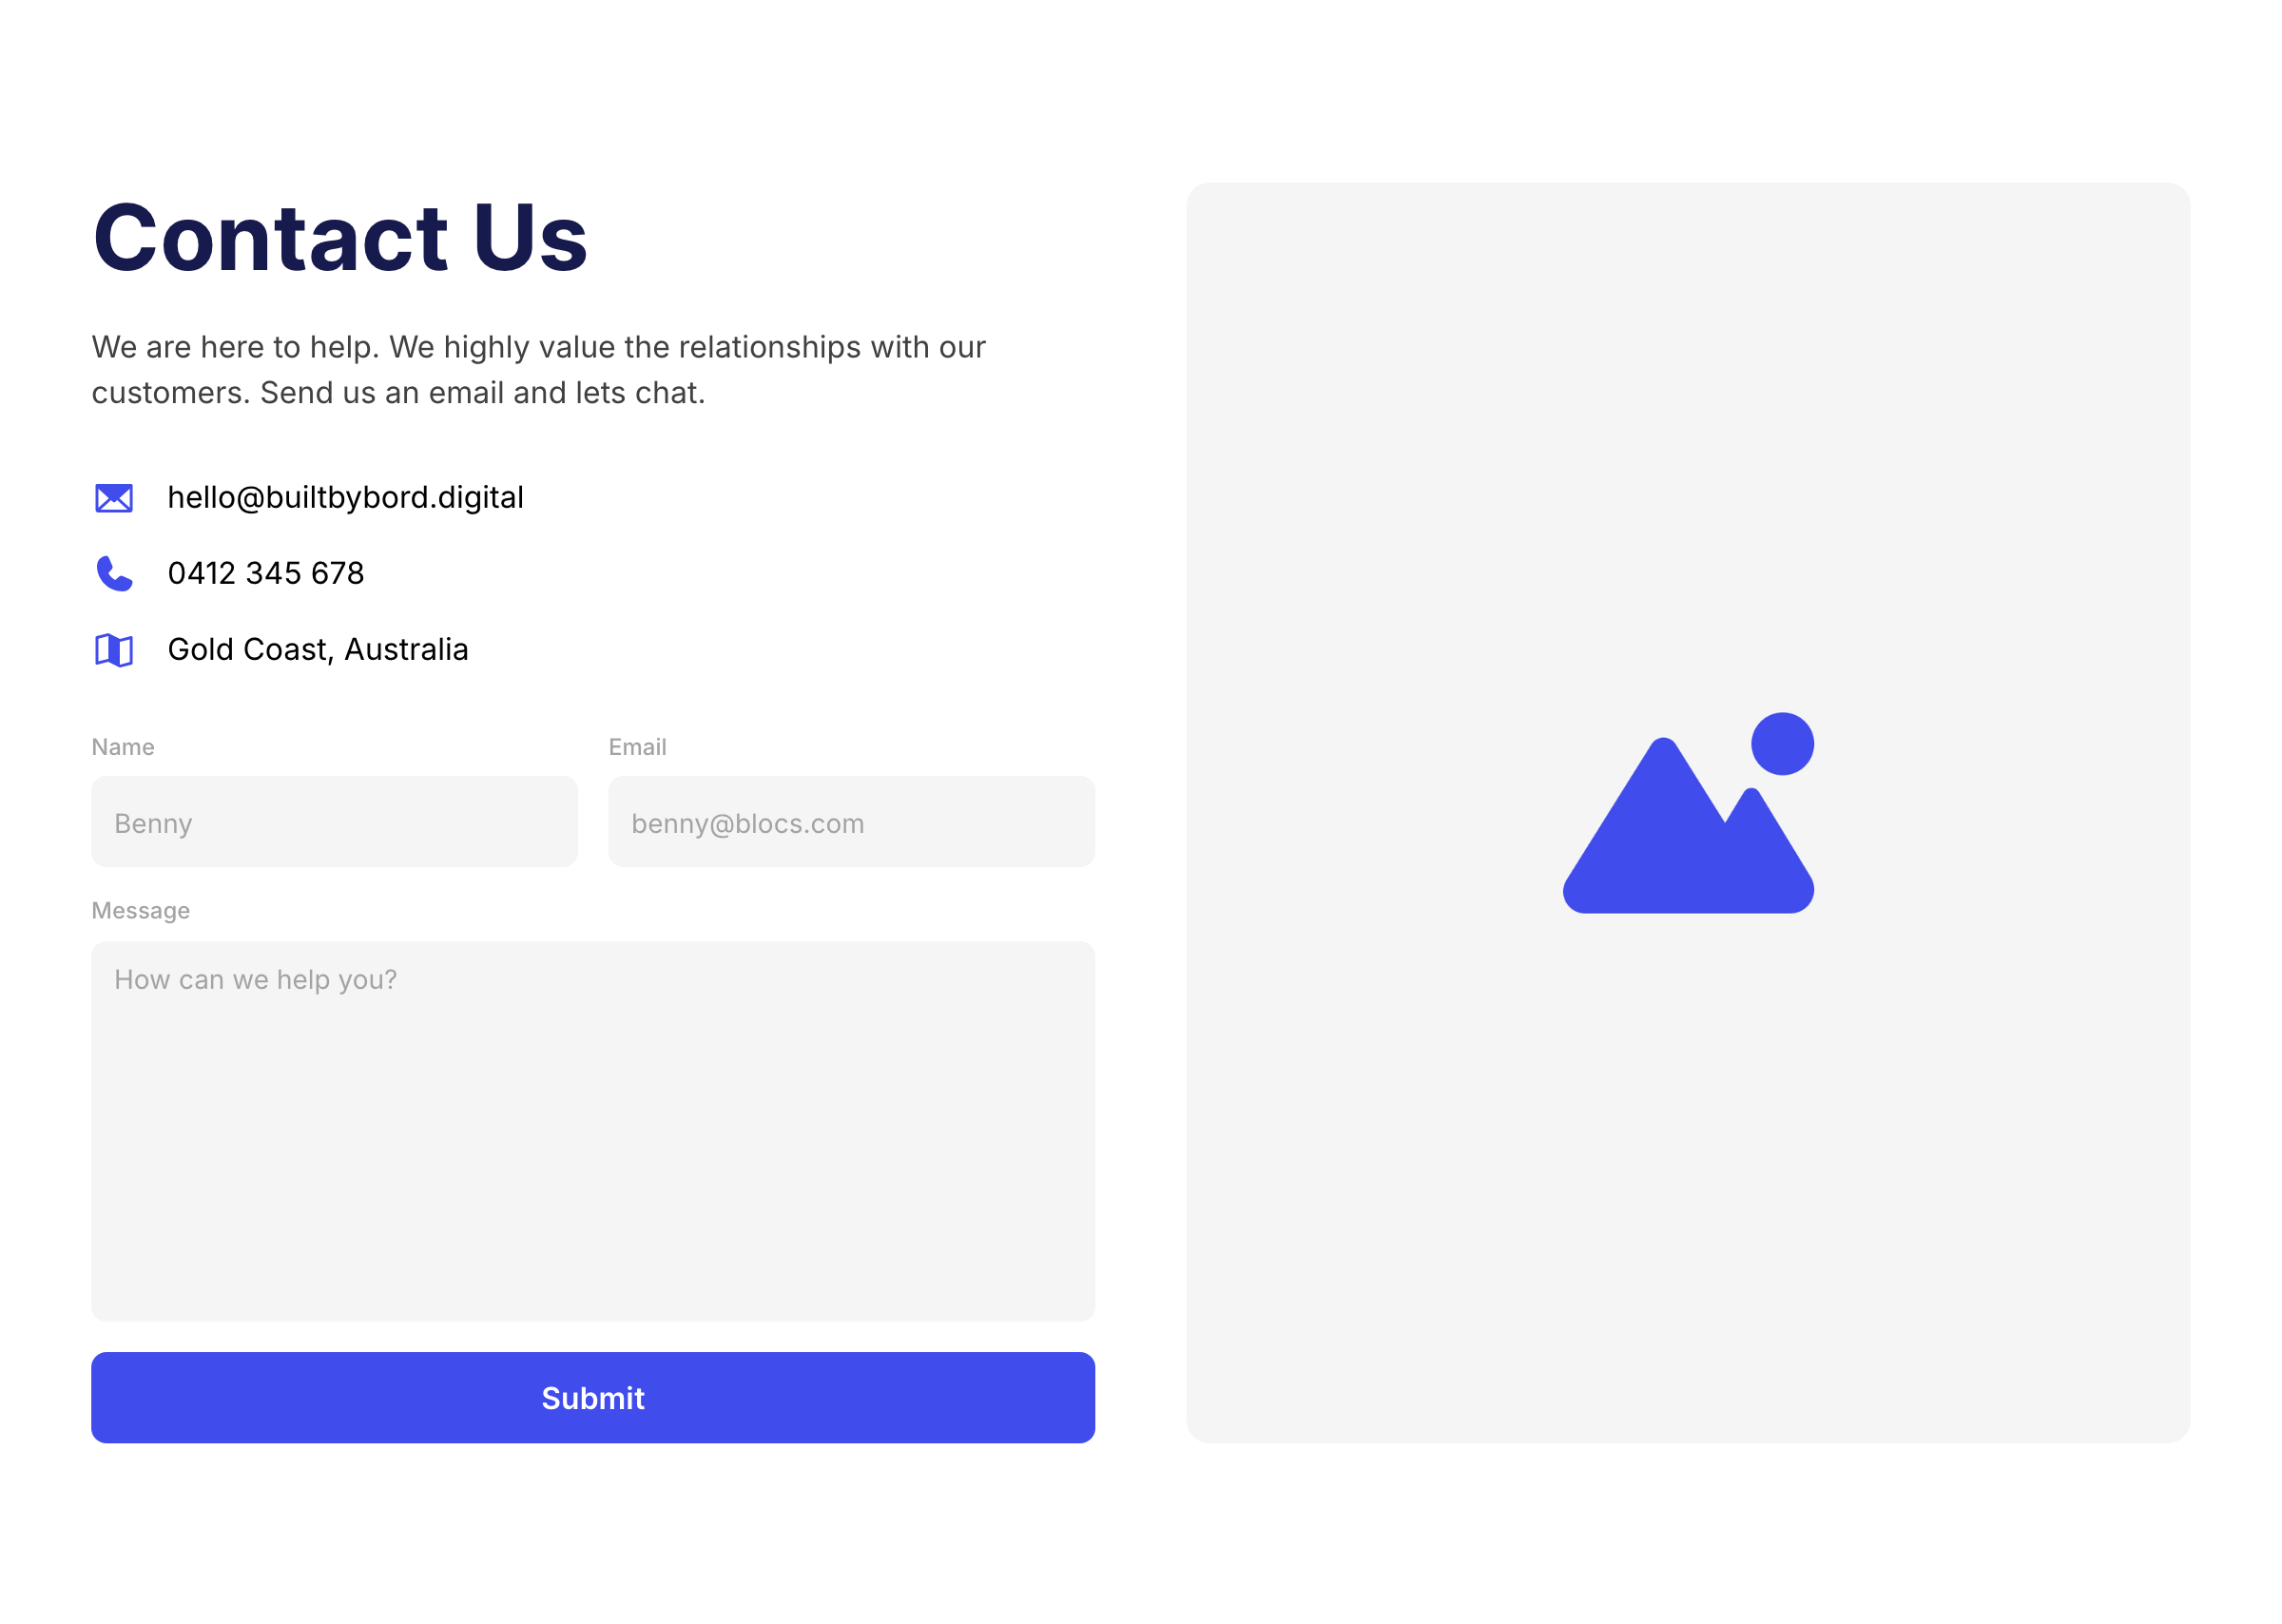 Contact Us
We are here to help. We highly value the relationships with our
customers. Send us an email and lets chat.
hello@builtbybord.digital
0412 345 678
Gold Coast, Australia
Name
Email
Benny
benny@blocs.com
Message
How can we help you?
Submit